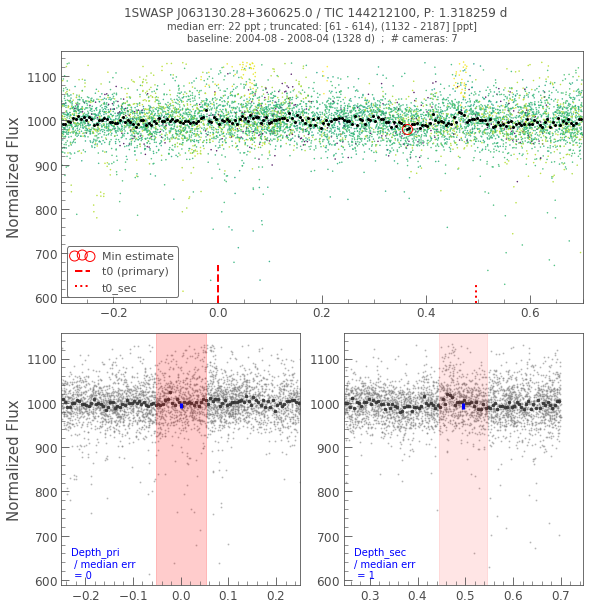 1SWASP J063130.28+360625.0 / TIC 144212100, P: 1.318259 d
median err: 22 ppt ; truncated: [61 - 614), (1132 - 2187] [ppt]
baseline: 2004-08 - 2008-04 (1328 d)  ;  # cameras: 7
Normalized Flux
1100
1000
900
800
700
600
Min estimate
t0 (primary)
t0_sec
−0.2
0.0
0.2
0.4
0.6
Normalized Flux
1100
1000
900
800
700
600
Depth_pri
/ median err
= 0
−0.2
−0.1
0.0
0.1
0.2
1100
1000
900
800
700
600
Depth_sec
/ median err
= 1
0.3
0.4
0.5
0.6
0.7